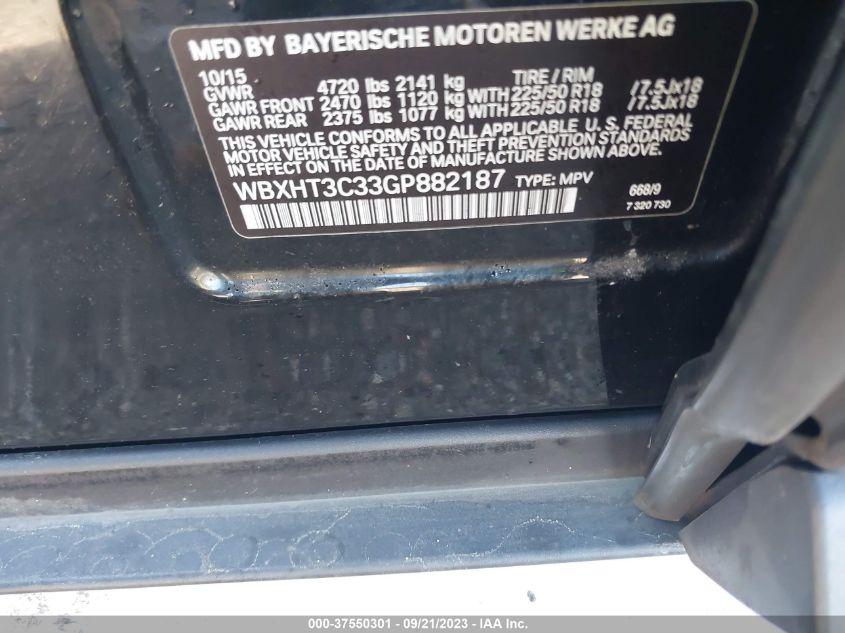 MFD BY BAYERISCHE MOTOREN WERKE AG
10/15 TIRE / RIM
GVWR 4720 lbs 2141 kg
GAWR FRONT 2470 lbs 1120 kg WITH 225/50 R18 /7.5Jx18
GAWR REAR 2375 lbs 1077 kg WITH 225/50 R18 /7.5Jx18
THIS VEHICLE CONFORMS TO ALL APPLICABLE U. S. FEDERAL
MOTOR VEHICLE SAFETY AND THEFT PREVENTION STANDARDS
IN EFFECT ON THE DATE OF MANUFACTURE SHOWN ABOVE.
WBXHT3C33GP882187 TYPE: MPV 668/9
7 320 730
000-37550301 - 09/21/2023 - IAA Inc.